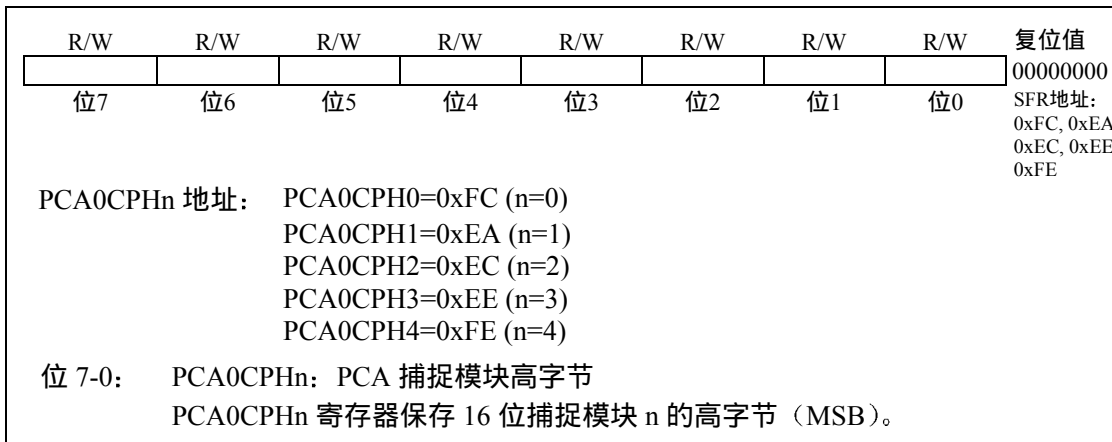 R/W R/W R/W R/W R/W R/W R/W R/W 复位值
00000000
位7 位6 位5 位4 位3 位2 位1 位0 SFR地址：
0xFC, 0xEA
0xEC, 0xEE
0xFE
PCA0CPHn 地址： PCA0CPH0=0xFC (n=0)
PCA0CPH1=0xEA (n=1)
PCA0CPH2=0xEC (n=2)
PCA0CPH3=0xEE (n=3)
PCA0CPH4=0xFE (n=4)
位 7-0： PCA0CPHn：PCA 捕捉模块高字节
PCA0CPHn 寄存器保存 16 位捕捉模块 n 的高字节（MSB）。